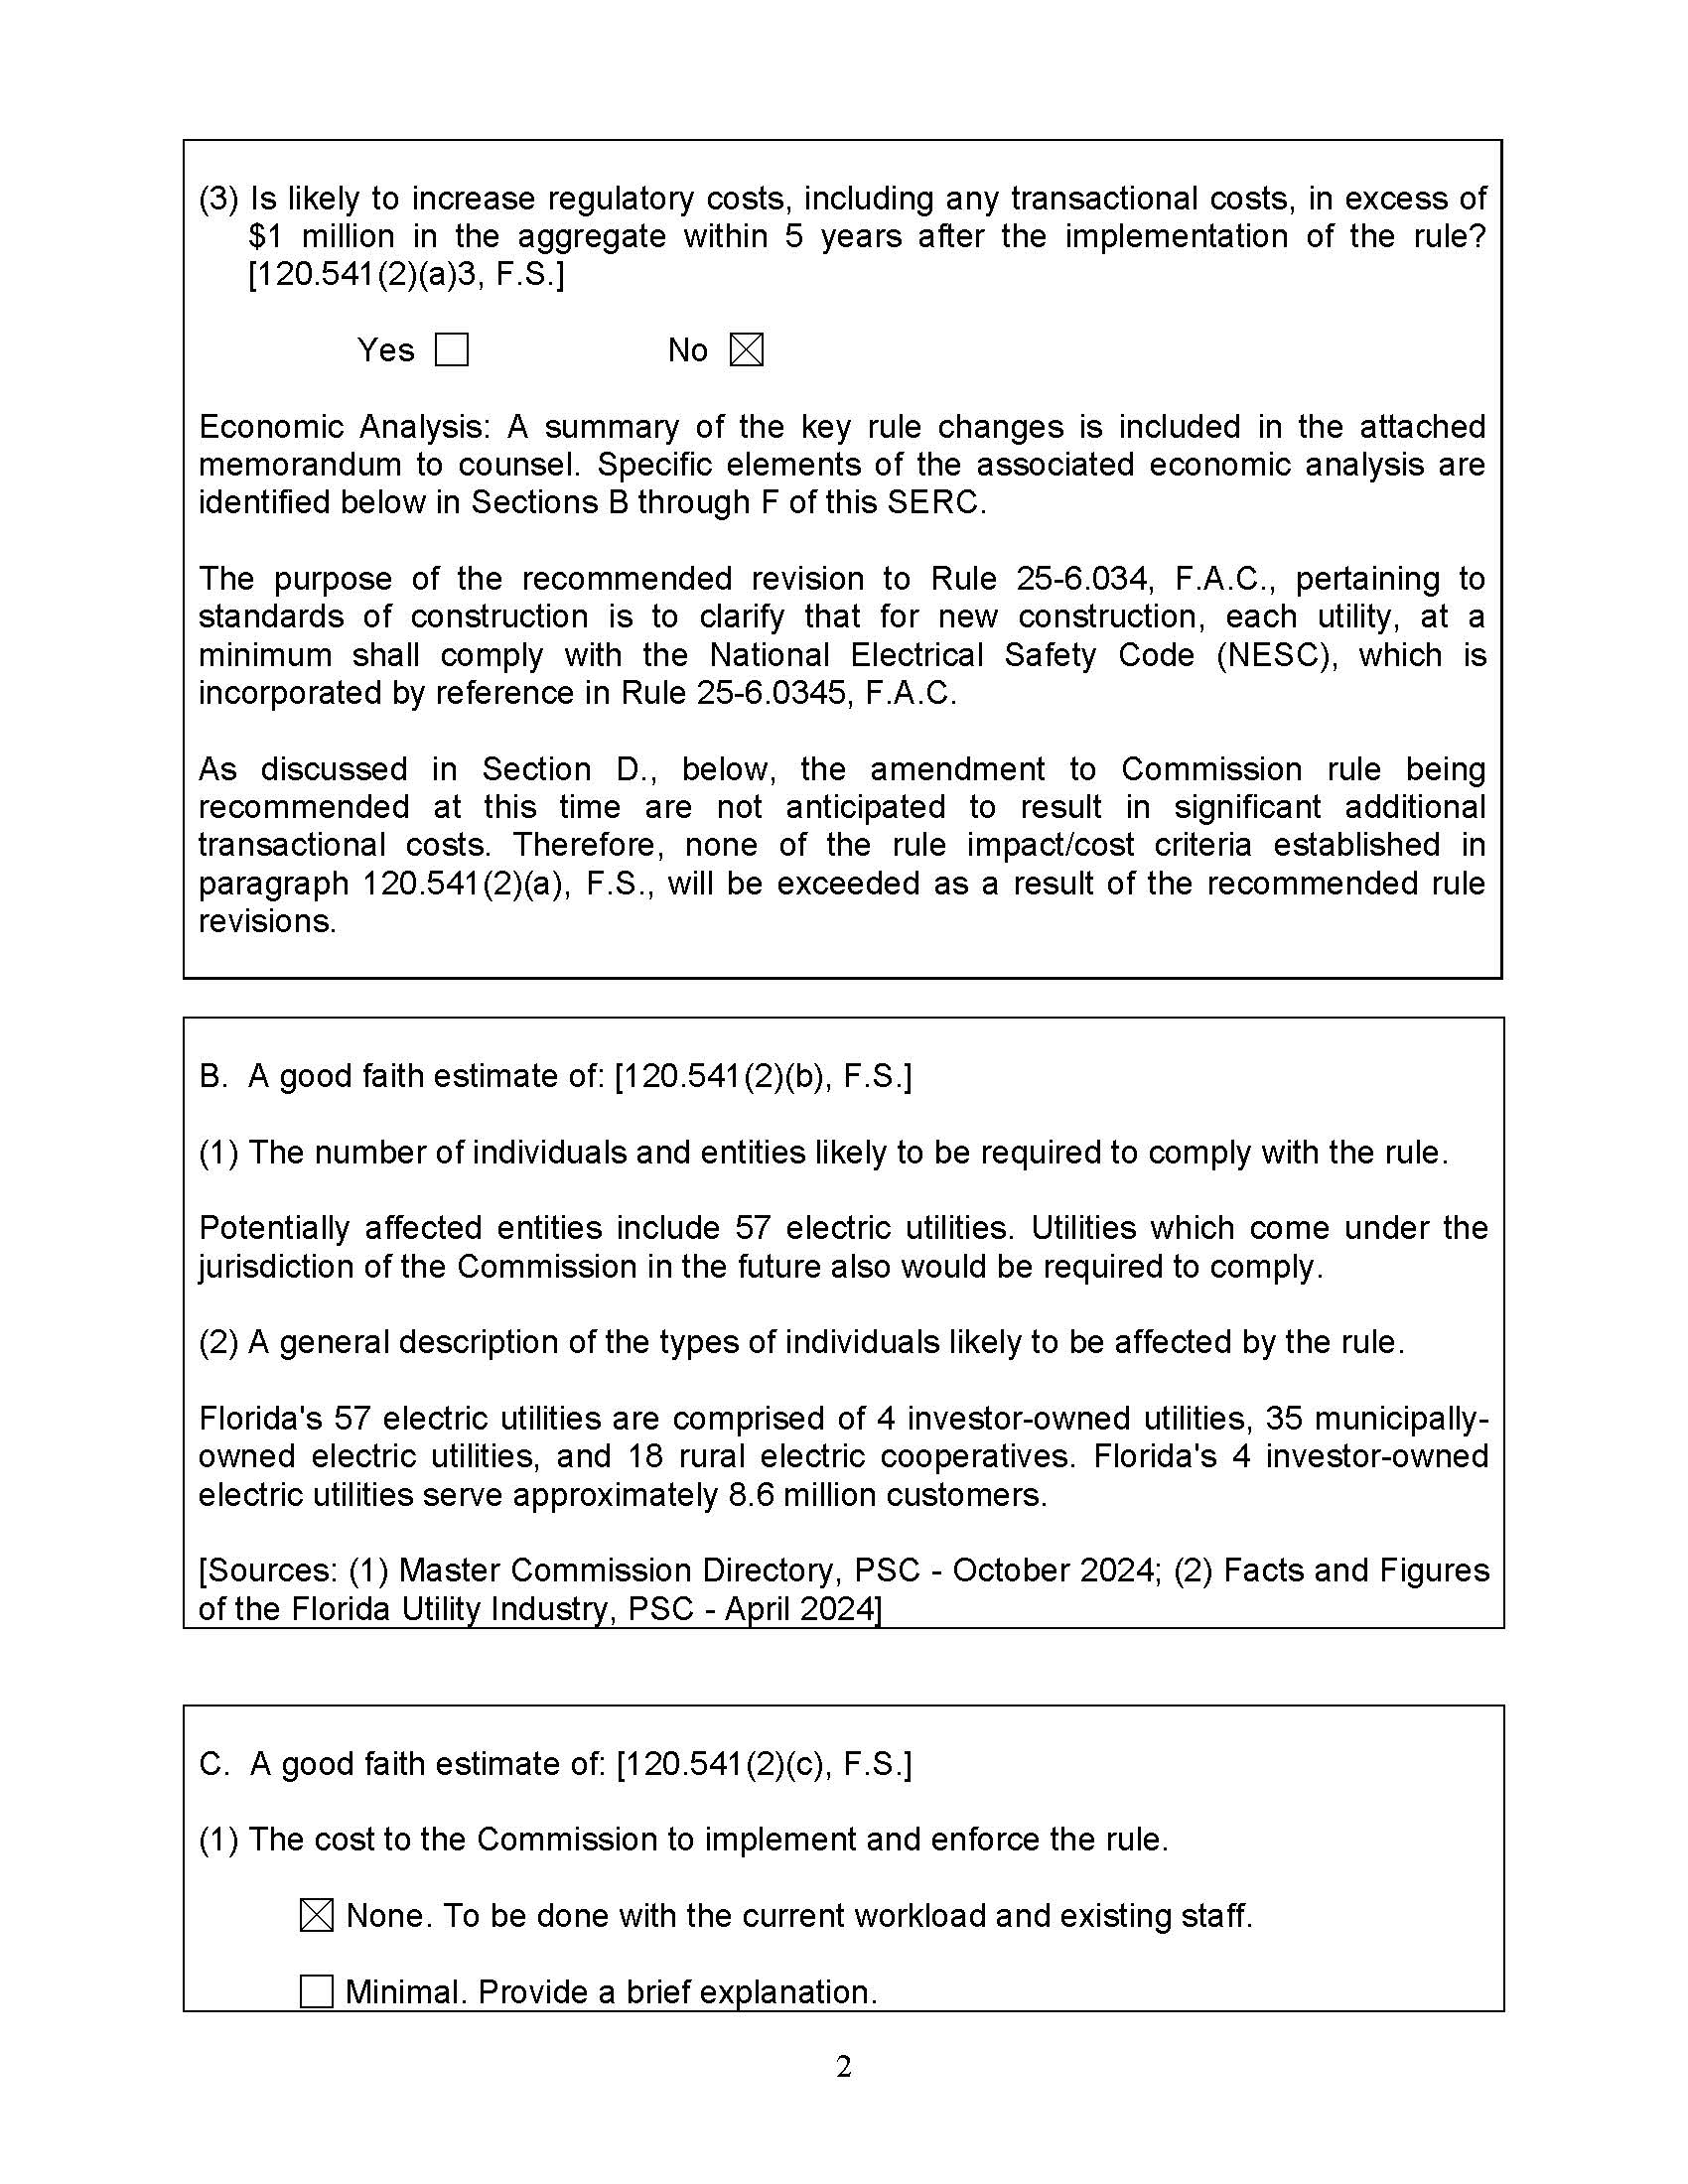 (3) Is likely to increase regulatory costs, including any transactional costs, in excess of
$1 million in the aggregate within 5 years after the implementation of the rule?
[120.541(2)(a)3, F.S.]
Yes ☐ No ☒
Economic Analysis: A summary of the key rule changes is included in the attached
memorandum to counsel. Specific elements of the associated economic analysis are
identified below in Sections B through F of this SERC.
The purpose of the recommended revision to Rule 25-6.034, F.A.C., pertaining to
standards of construction is to clarify that for new construction, each utility, at a
minimum shall comply with the National Electrical Safety Code (NESC), which is
incorporated by reference in Rule 25-6.0345, F.A.C.
As discussed in Section D., below, the amendment to Commission rule being
recommended at this time are not anticipated to result in significant additional
transactional costs. Therefore, none of the rule impact/cost criteria established in
paragraph 120.541(2)(a), F.S., will be exceeded as a result of the recommended rule
revisions.
B. A good faith estimate of: [120.541(2)(b), F.S.]
(1) The number of individuals and entities likely to be required to comply with the rule.
Potentially affected entities include 57 electric utilities. Utilities which come under the
jurisdiction of the Commission in the future also would be required to comply.
(2) A general description of the types of individuals likely to be affected by the rule.
Florida's 57 electric utilities are comprised of 4 investor-owned utilities, 35 municipally-
owned electric utilities, and 18 rural electric cooperatives. Florida's 4 investor-owned
electric utilities serve approximately 8.6 million customers.
[Sources: (1) Master Commission Directory, PSC - October 2024; (2) Facts and Figures
of the Florida Utility Industry, PSC - April 2024]
C. A good faith estimate of: [120.541(2)(c), F.S.]
(1) The cost to the Commission to implement and enforce the rule.
☒ None. To be done with the current workload and existing staff.
☐ Minimal. Provide a brief explanation.
2